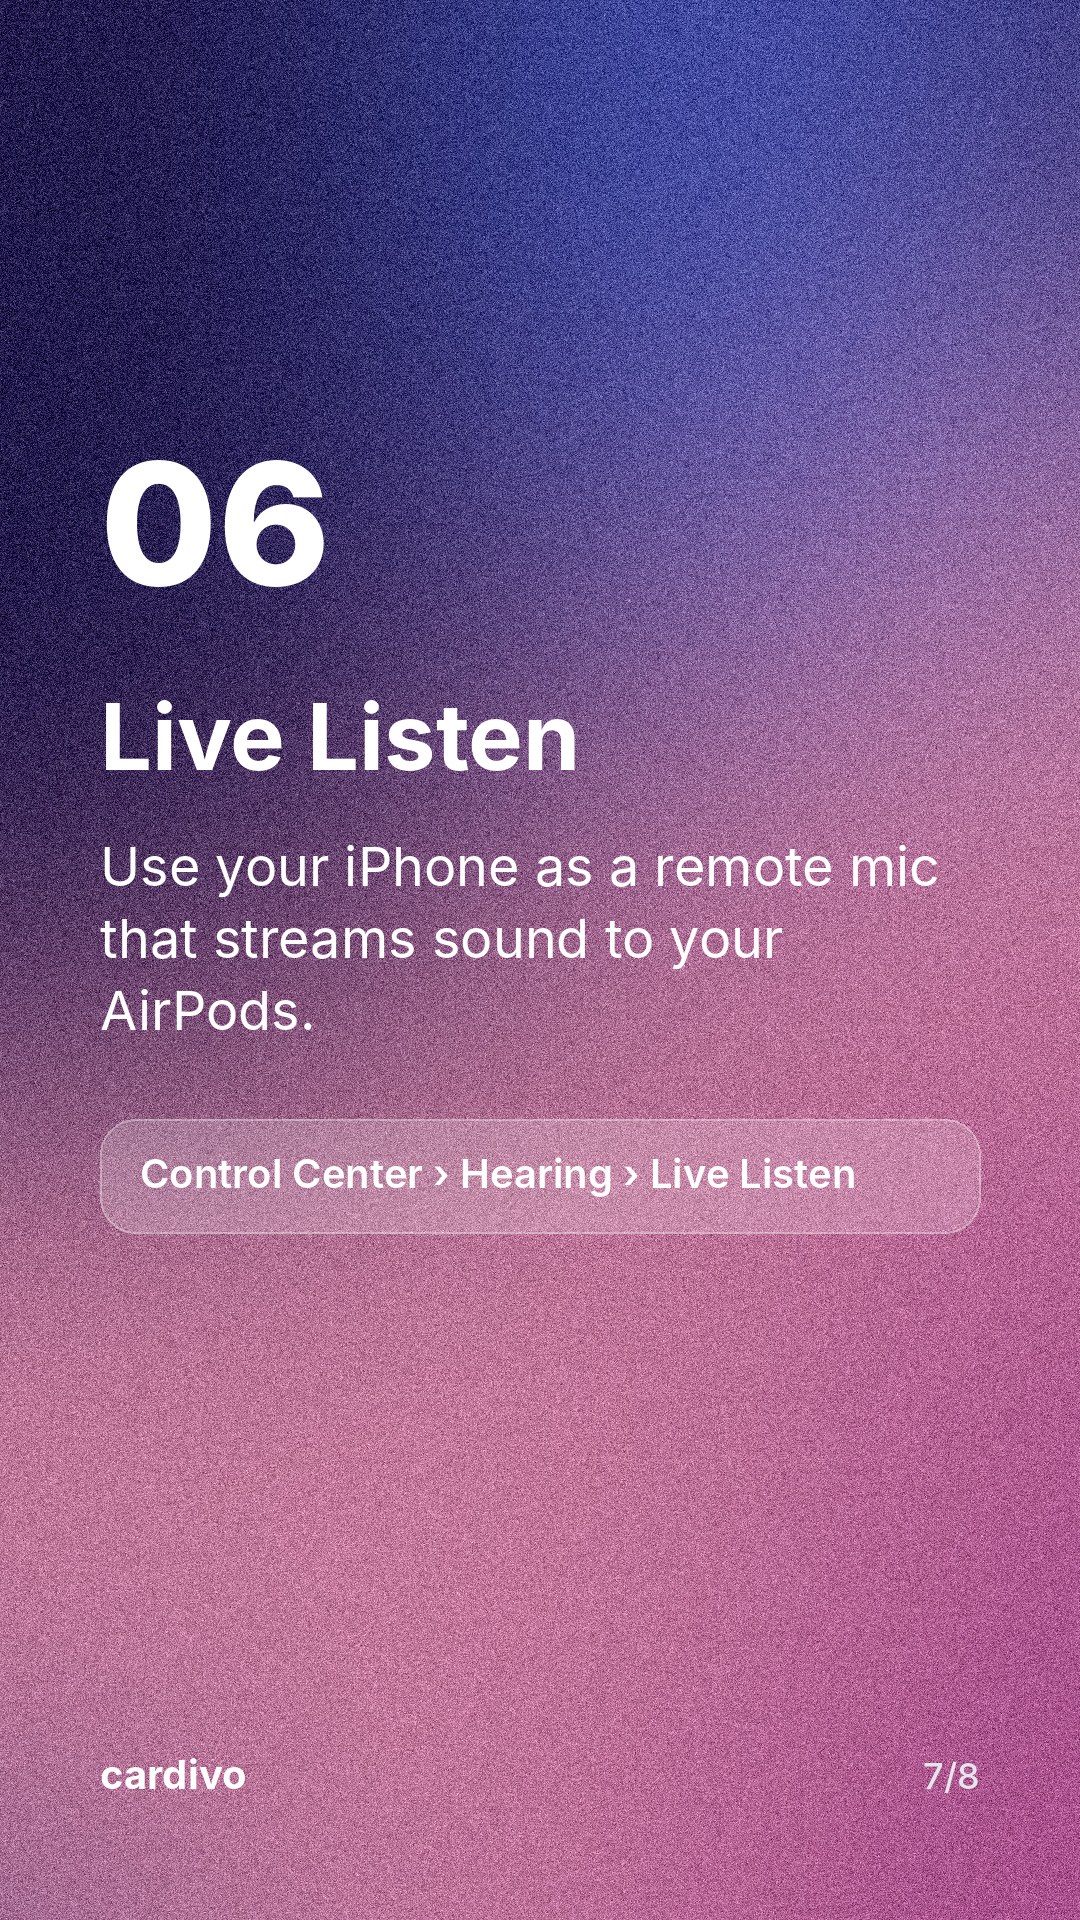 06
Live Listen
Use your iPhone as a remote mic
that streams sound to your
AirPods.
Control Center › Hearing › Live Listen
cardivo
7/8